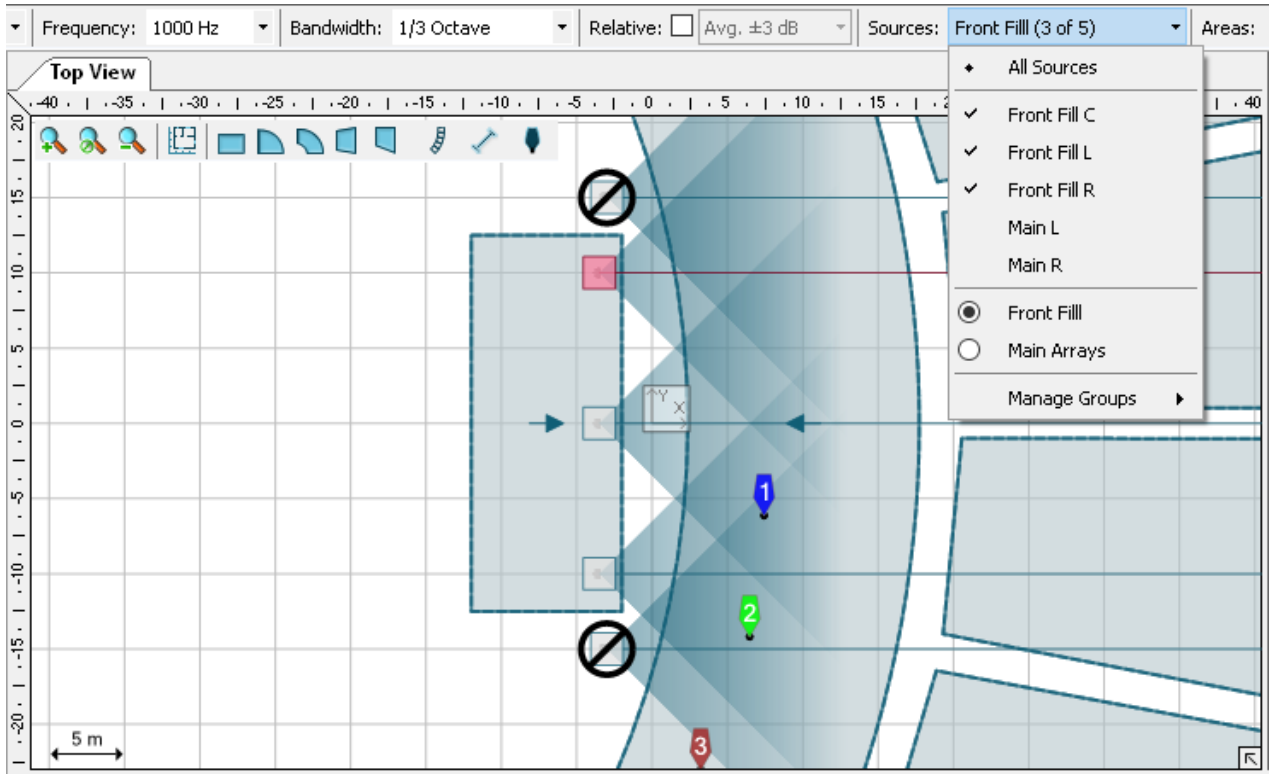 Frequency: 1000 Hz Bandwidth: 1/3 Octave Relative: Avg. ±3 dB Sources: Front Filll (3 of 5) Areas:
Top View
All Sources
-40 -35 -30 -25 -20 -15 -10 -5 0 5 10 15 40
20
Front Fill C
Front Fill L
15
Front Fill R
Main L
10
Main R
Front Filll
5
Main Arrays
Y
X
Manage Groups
0
1
-5
-10
2
-15
-20
5 m
3